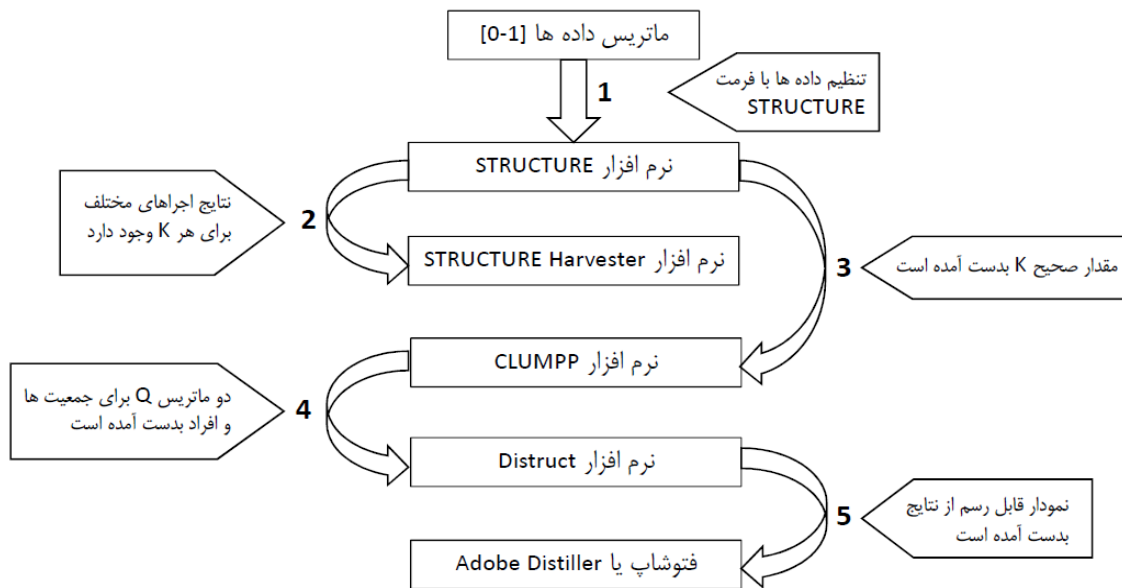 ماتریس داده ها [0-1]
1
تنظیم داده ها با فرمت
STRUCTURE
نرم افزار STRUCTURE
نتایج اجراهای مختلف
برای هر K وجود دارد
2
نرم افزار STRUCTURE Harvester
3
مقدار صحیح K بدست آمده است
نرم افزار CLUMPP
دو ماتریس Q برای جمعیت ها
و افراد بدست آمده است
4
نرم افزار Distruct
5
نمودار قابل رسم از نتایج
بدست آمده است
فتوشاپ یا Adobe Distiller